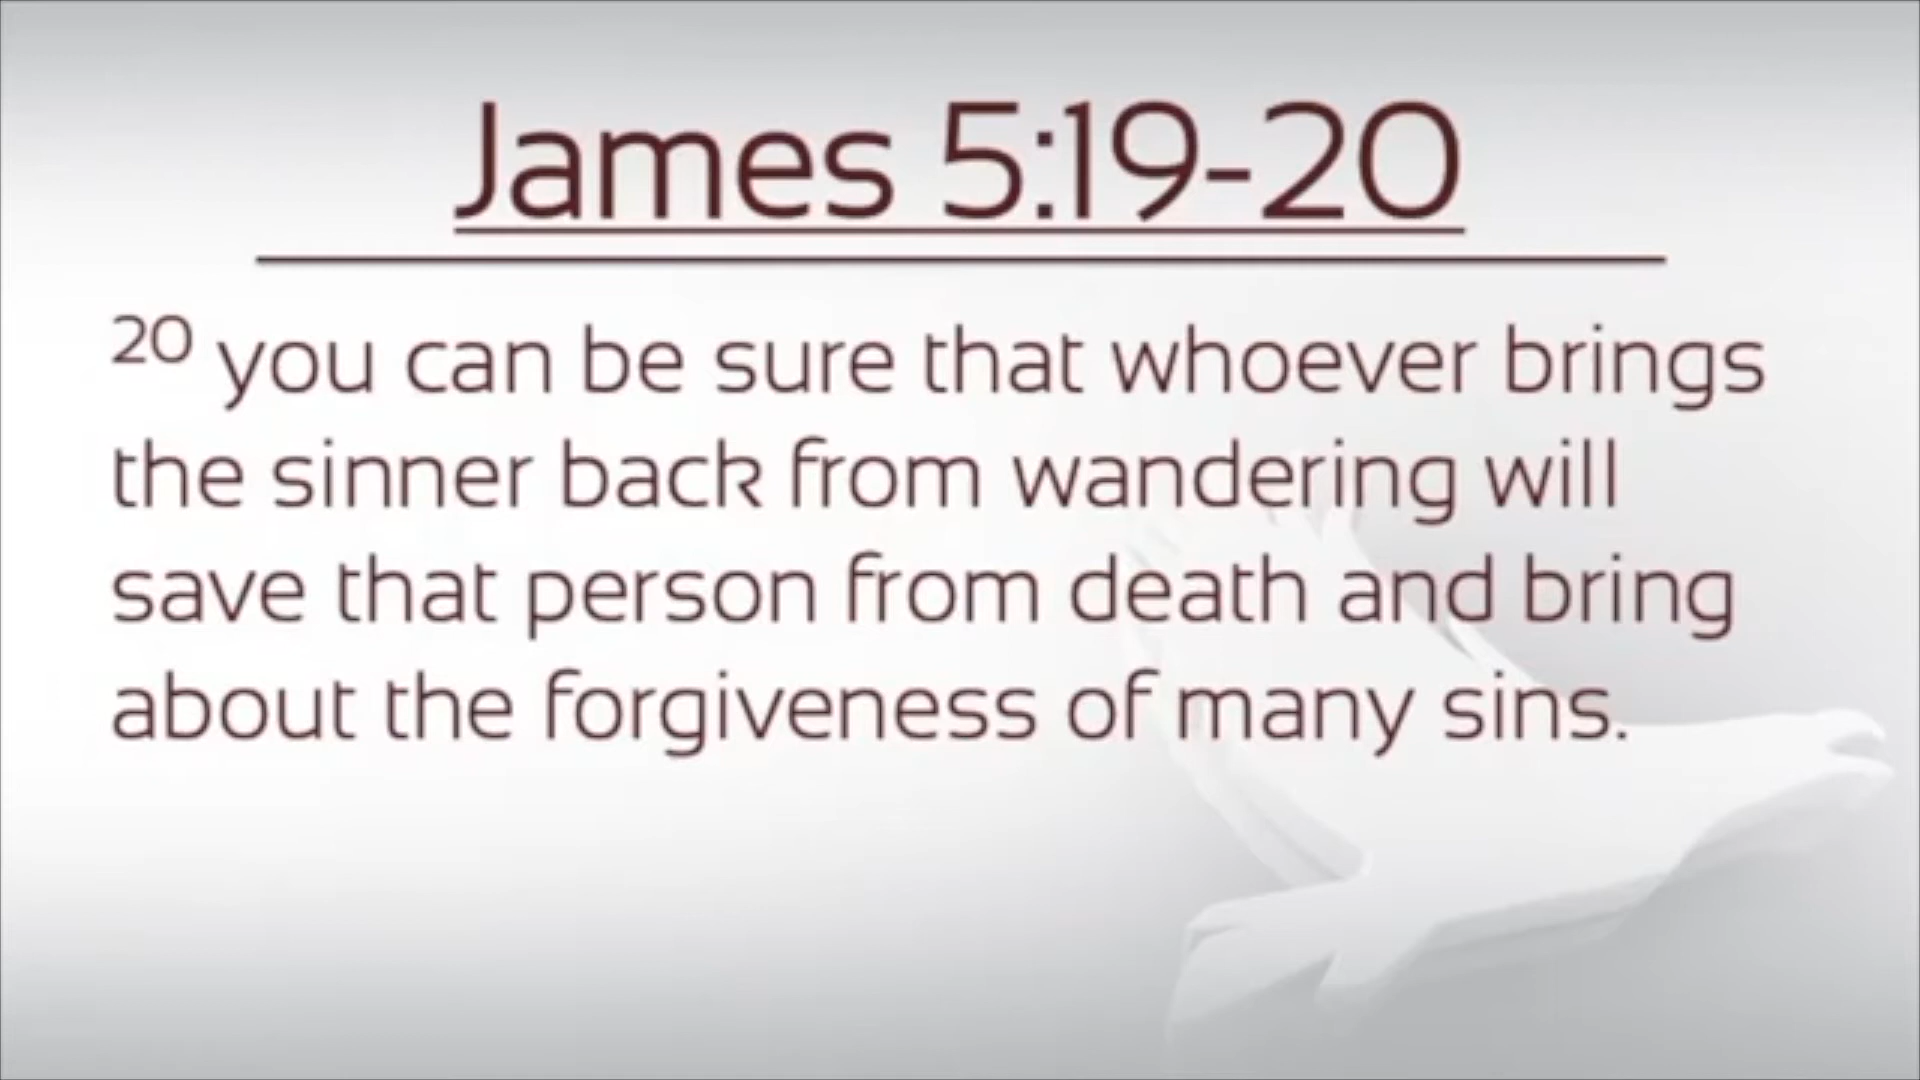 James 5:19-20
20 you can be sure that whoever brings
the sinner back from wandering will
save that person from death and bring
about the forgiveness of many sins.